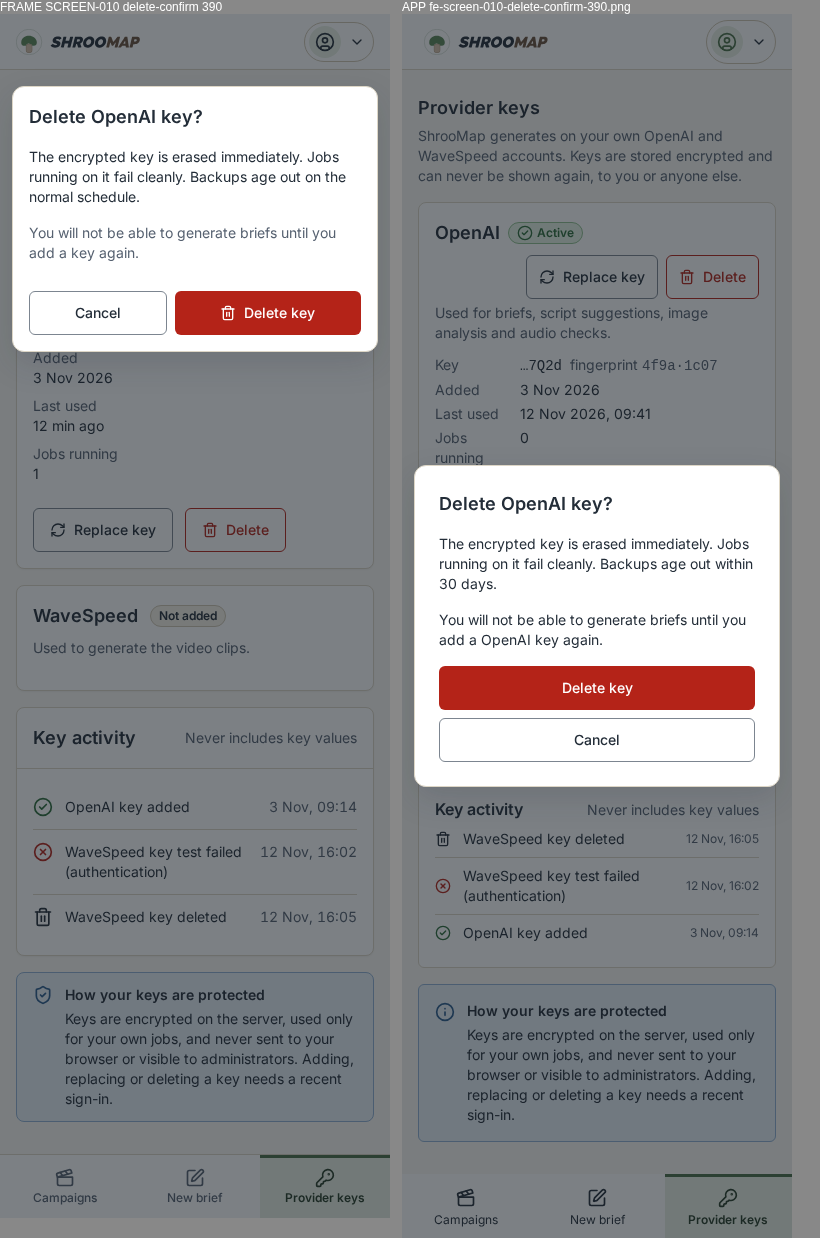 FRAME SCREEN-010 delete-confirm 390
SHROOMAP
Delete OpenAI key?
The encrypted key is erased immediately. Jobs
running on it fail cleanly. Backups age out on the
normal schedule.
You will not be able to generate briefs until you
add a key again.
Cancel
Delete key
Added
3 Nov 2026
Last used
12 min ago
Jobs running
1
Replace key
Delete
WaveSpeed
Not added
Used to generate the video clips.
Key activity
Never includes key values
OpenAI key added
3 Nov, 09:14
WaveSpeed key test failed
(authentication)
12 Nov, 16:02
WaveSpeed key deleted
12 Nov, 16:05
How your keys are protected
Keys are encrypted on the server, used only
for your own jobs, and never sent to your
browser or visible to administrators. Adding,
replacing or deleting a key needs a recent
sign-in.
Campaigns
New brief
Provider keys
APP fe-screen-010-delete-confirm-390.png
SHROOMAP
Provider keys
ShrooMap generates on your own OpenAI and
WaveSpeed accounts. Keys are stored encrypted and
can never be shown again, to you or anyone else.
OpenAI
Active
Replace key
Delete
Used for briefs, script suggestions, image
analysis and audio checks.
Key
…7Q2d fingerprint 4f9a·1c07
Added
3 Nov 2026
Last used
12 Nov 2026, 09:41
Jobs
running
0
Delete OpenAI key?
The encrypted key is erased immediately. Jobs
running on it fail cleanly. Backups age out within
30 days.
You will not be able to generate briefs until you
add a OpenAI key again.
Delete key
Cancel
Key activity
Never includes key values
WaveSpeed key deleted
12 Nov, 16:05
WaveSpeed key test failed
(authentication)
12 Nov, 16:02
OpenAI key added
3 Nov, 09:14
How your keys are protected
Keys are encrypted on the server, used only
for your own jobs, and never sent to your
browser or visible to administrators. Adding,
replacing or deleting a key needs a recent
sign-in.
Campaigns
New brief
Provider keys